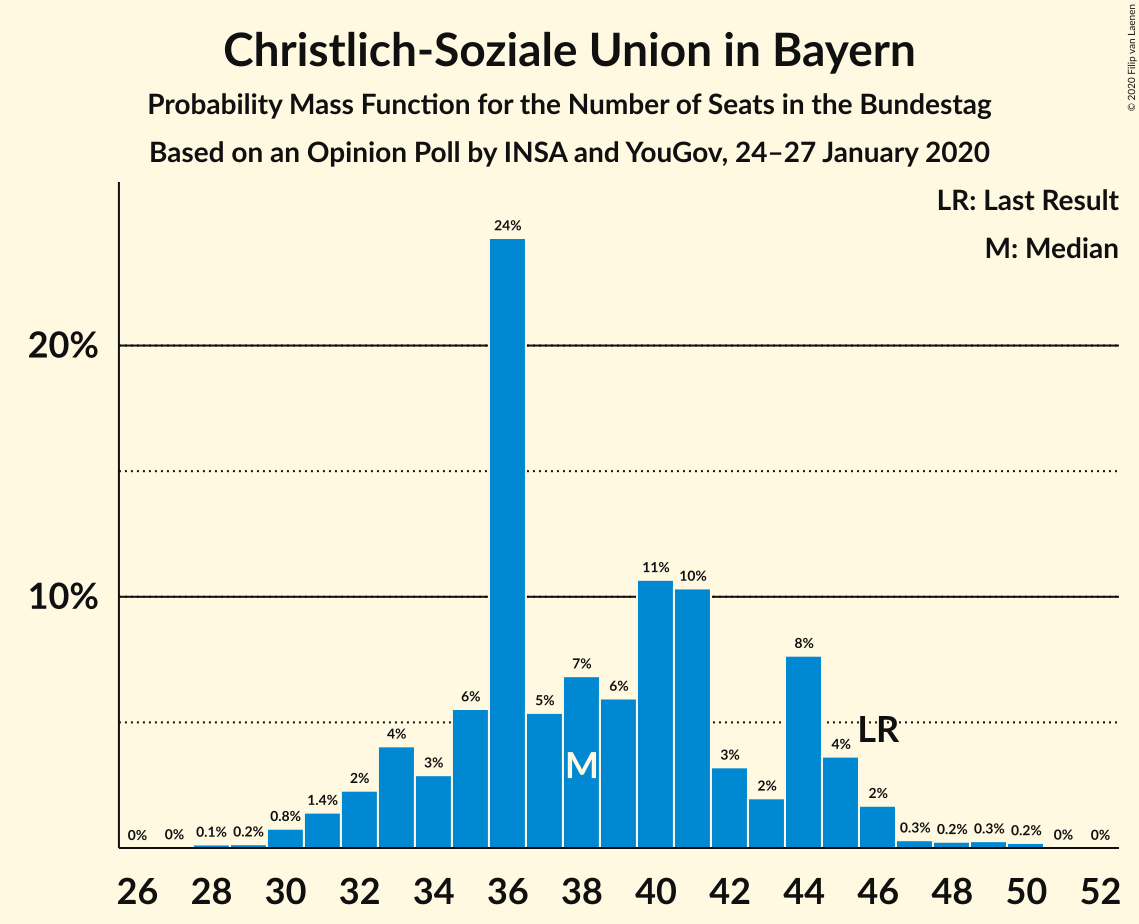 Christlich-Soziale Union in Bayern
Probability Mass Function for the Number of Seats in the Bundestag
Based on an Opinion Poll by INSA and YouGov, 24–27 January 2020
© 2020 Filip van Laenen
LR: Last Result
M: Median
20%
10%
0% 0% 0.1% 0.2% 0.8% 1.4% 2% 4% 3% 6% 24% 5% 7% 6% 11% 10% 3% 2% 8% 4% 2% 0.3% 0.2% 0.3% 0.2% 0% 0%
M
LR
26 28 30 32 34 36 38 40 42 44 46 48 50 52